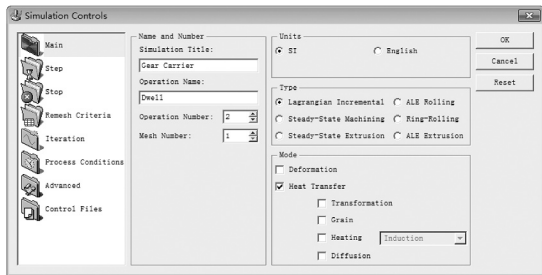 Simulation Controls
Main
Step
Stop
Remesh Criteria
Iteration
Process Conditions
Advanced
Control Files
Name and Number
Simulation Title:
Gear Carrier
Operation Name:
Dwell
Operation Number: 2
Mesh Number: 1
Units
SI English
Type
Lagrangian Incremental ALE Rolling
Steady-State Machining Ring-Rolling
Steady-State Extrusion ALE Extrusion
Mode
Deformation
Heat Transfer
Transformation
Grain
Heating Induction
Diffusion
OK
Cancel
Reset